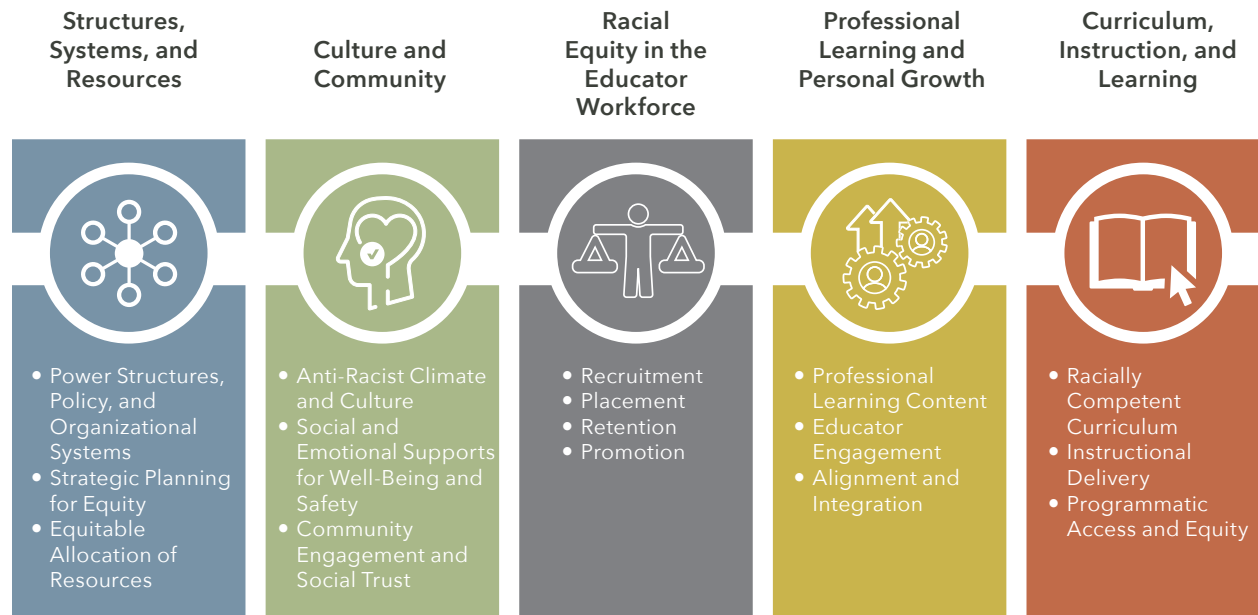 Structures,
Systems, and
Resources
Culture and
Community
Racial
Equity in the
Educator
Workforce
Professional
Learning and
Personal Growth
Curriculum,
Instruction, and
Learning
• Power Structures,
Policy, and
Organizational
Systems
• Strategic Planning
for Equity
• Equitable
Allocation of
Resources
• Anti-Racist Climate
and Culture
• Social and
Emotional Supports
for Well-Being and
Safety
• Community
Engagement and
Social Trust
• Recruitment
• Placement
• Retention
• Promotion
• Professional
Learning Content
• Educator
Engagement
• Alignment and
Integration
• Racially
Competent
Curriculum
• Instructional
Delivery
• Programmatic
Access and Equity